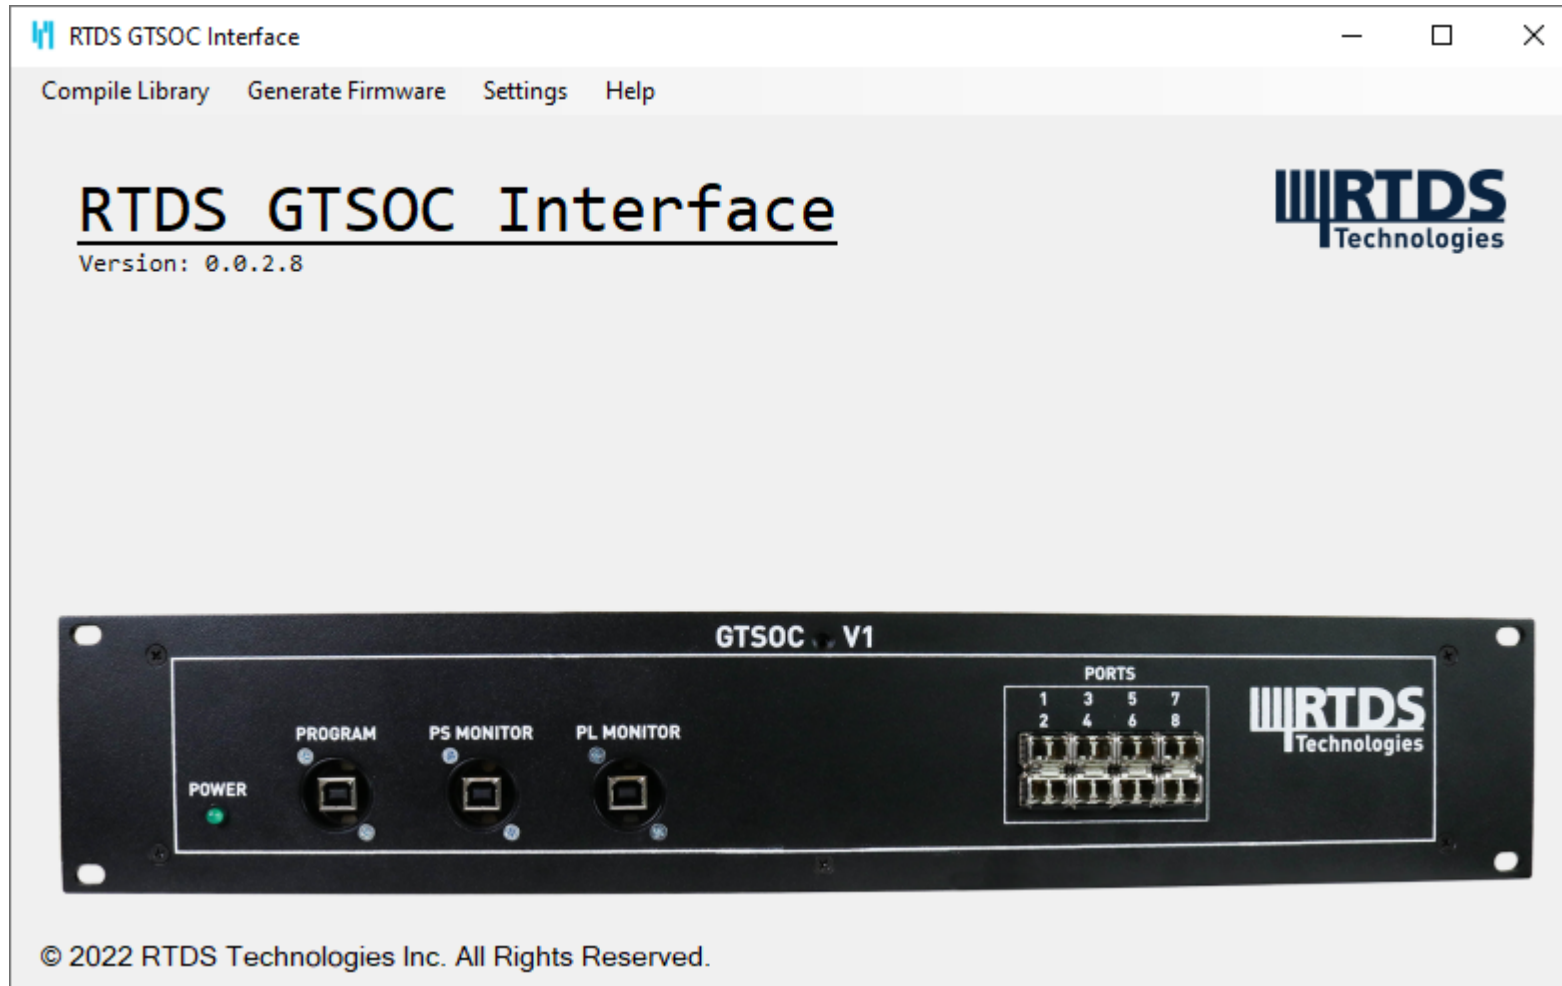 RTDS GTSOC Interface
Compile Library Generate Firmware Settings Help
RTDS GTSOC Interface
Version: 0.0.2.8
RTDS
Technologies
GTSOC V1
PORTS
1 3 5 7
2 4 6 8
PROGRAM PS MONITOR PL MONITOR
POWER
RTDS
Technologies
© 2022 RTDS Technologies Inc. All Rights Reserved.